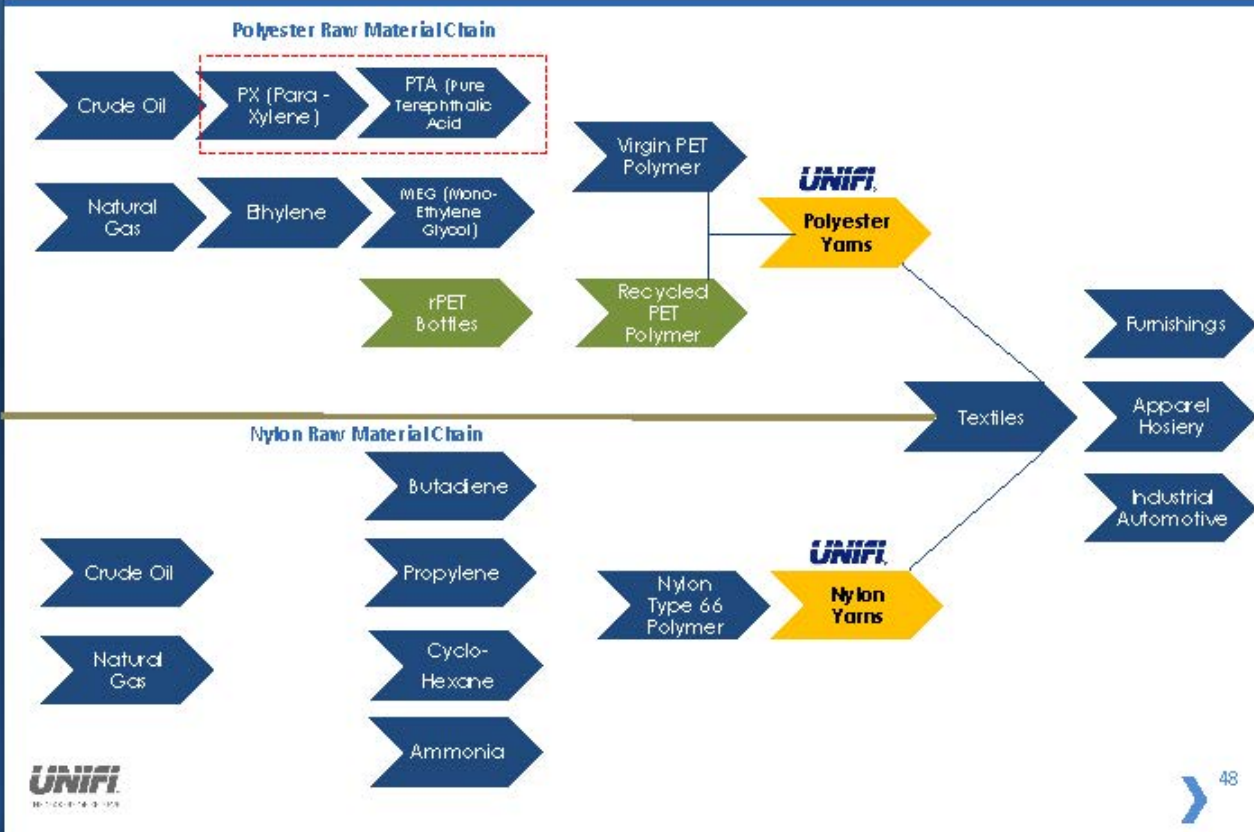 Polyester Raw Material Chain
Crude Oil
PX (Para -
Xylene)
PTA (Pure
Terephthalic
Acid
Natural
Gas
Ethylene
MEG (Mono-
Ethylene
Glycol)
rPET
Bottles
Virgin PET
Polymer
Recycled
PET
Polymer
UNIFI
Polyester
Yarns
Textiles
Furnishings
Apparel
Hosiery
Industrial
Automotive
Nylon Raw Material Chain
Crude Oil
Natural
Gas
Butadiene
Propylene
Cyclo-
Hexane
Ammonia
Nylon
Type 66
Polymer
UNIFI
Nylon
Yarns
UNIFI
48